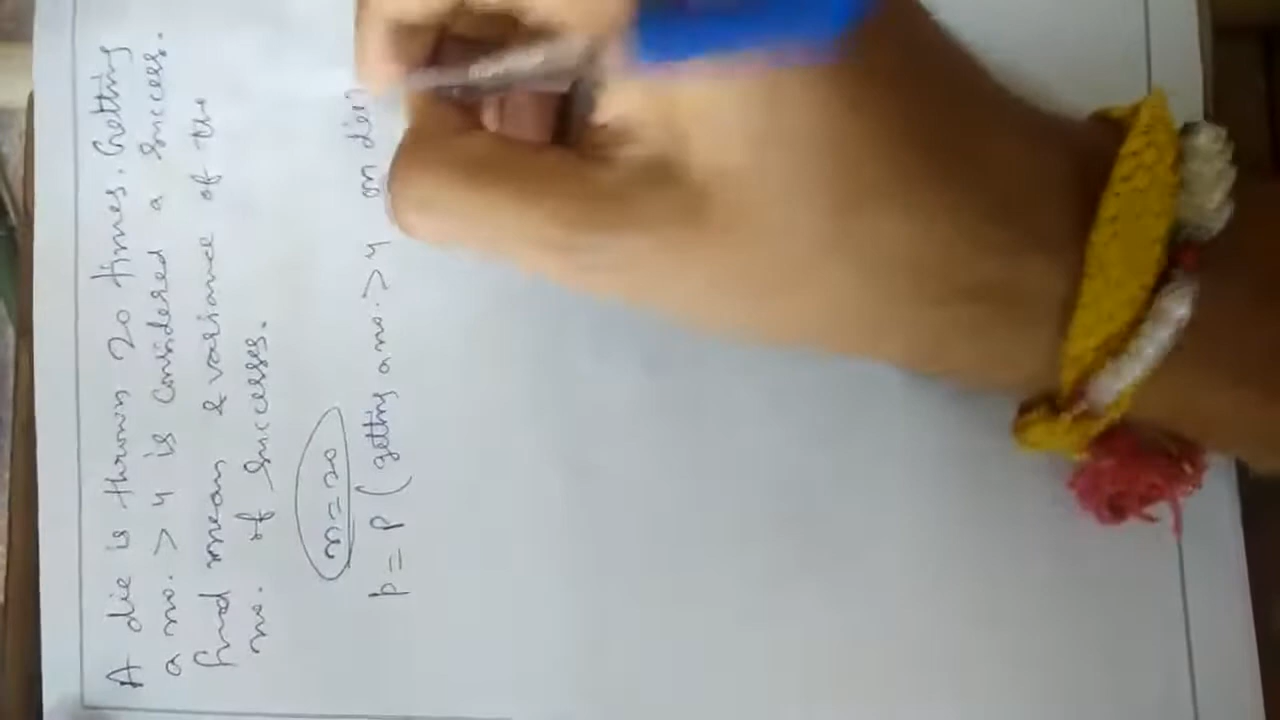 A die is thrown 20 times. Getting
a no. > 4 is considered a success.
find mean & variance of the
no. of successes.
n = 20
p = P ( getting a no. > 4 on die